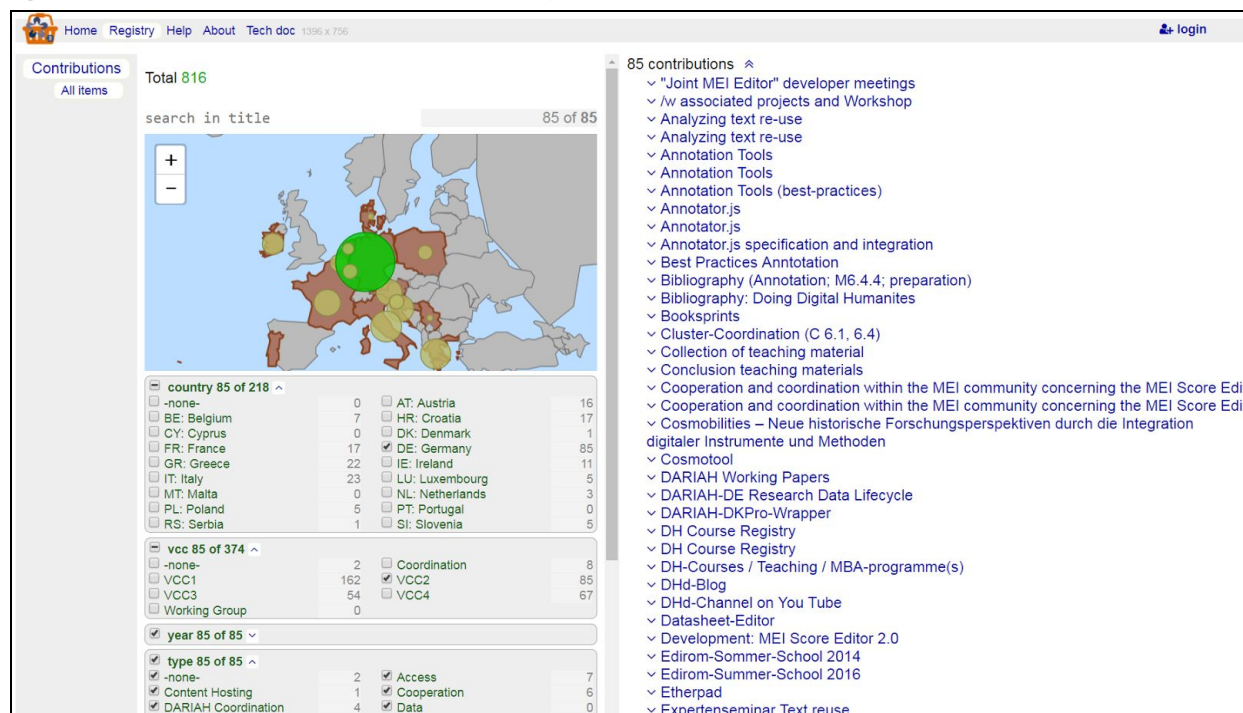 Home Registry Help About Tech doc 1396 x 756
login
Contributions
All items
Total 816
search in title 85 of 85
+
−
country 85 of 218
-none- 0 AT: Austria 16
BE: Belgium 7 HR: Croatia 17
CY: Cyprus 0 DK: Denmark 1
FR: France 17 DE: Germany 85
GR: Greece 22 IE: Ireland 11
IT: Italy 23 LU: Luxembourg 5
MT: Malta 0 NL: Netherlands 3
PL: Poland 5 PT: Portugal 0
RS: Serbia 1 SI: Slovenia 5
vcc 85 of 374
-none- 2 Coordination 8
VCC1 162 VCC2 85
VCC3 54 VCC4 67
Working Group 0
year 85 of 85
type 85 of 85
-none- 2 Access 7
Content Hosting 1 Cooperation 6
DARIAH Coordination 4 Data 0
85 contributions
"Joint MEI Editor" developer meetings
/w associated projects and Workshop
Analyzing text re-use
Analyzing text re-use
Annotation Tools
Annotation Tools
Annotation Tools (best-practices)
Annotator.js
Annotator.js
Annotator.js specification and integration
Best Practices Anntotation
Bibliography (Annotation; M6.4.4; preparation)
Bibliography: Doing Digital Humanites
Booksprints
Cluster-Coordination (C 6.1, 6.4)
Collection of teaching material
Conclusion teaching materials
Cooperation and coordination within the MEI community concerning the MEI Score Edi
Cooperation and coordination within the MEI community concerning the MEI Score Edi
Cosmobilities – Neue historische Forschungsperspektiven durch die Integration
digitaler Instrumente und Methoden
Cosmotool
DARIAH Working Papers
DARIAH-DE Research Data Lifecycle
DARIAH-DKPro-Wrapper
DH Course Registry
DH Course Registry
DH-Courses / Teaching / MBA-programme(s)
DHd-Blog
DHd-Channel on You Tube
Datasheet-Editor
Development: MEI Score Editor 2.0
Edirom-Sommer-School 2014
Edirom-Summer-School 2016
Etherpad
Expertenseminar Text reuse